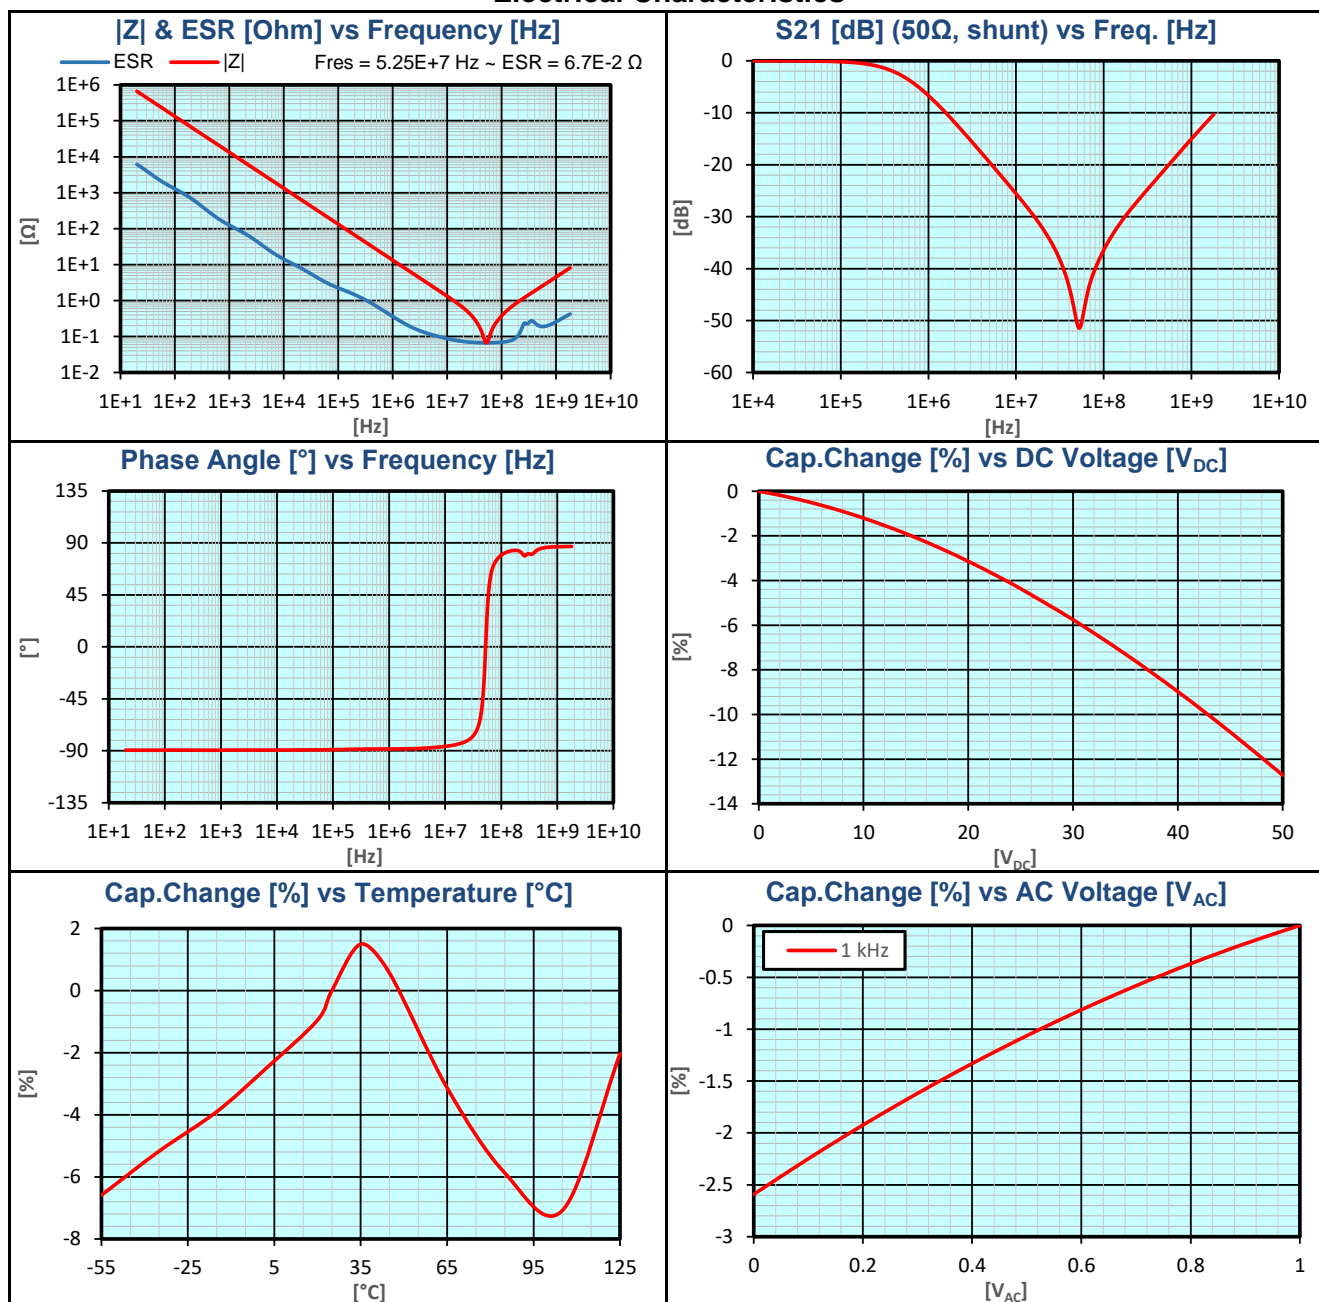 |Z| & ESR [Ohm] vs Frequency [Hz]
ESR |Z| Fres = 5.25E+7 Hz ~ ESR = 6.7E-2 Ω
1E+6
1E+5
1E+4
1E+3
1E+2
1E+1
1E+0
1E-1
1E-2
[Ω]
1E+1 1E+2 1E+3 1E+4 1E+5 1E+6 1E+7 1E+8 1E+9 1E+10
[Hz]
S21 [dB] (50Ω, shunt) vs Freq. [Hz]
0
-10
-20
-30
-40
-50
-60
[dB]
1E+4 1E+5 1E+6 1E+7 1E+8 1E+9 1E+10
[Hz]
Phase Angle [°] vs Frequency [Hz]
135
90
45
0
-45
-90
-135
[°]
1E+1 1E+2 1E+3 1E+4 1E+5 1E+6 1E+7 1E+8 1E+9 1E+10
[Hz]
Cap.Change [%] vs DC Voltage [VDC]
0
-2
-4
-6
-8
-10
-12
-14
[%]
0 10 20 30 40 50
[VDC]
Cap.Change [%] vs Temperature [°C]
2
0
-2
-4
-6
-8
[%]
-55 -25 5 35 65 95 125
[°C]
Cap.Change [%] vs AC Voltage [VAC]
1 kHz
0
-0.5
-1
-1.5
-2
-2.5
-3
[%]
0 0.2 0.4 0.6 0.8 1
[VAC]